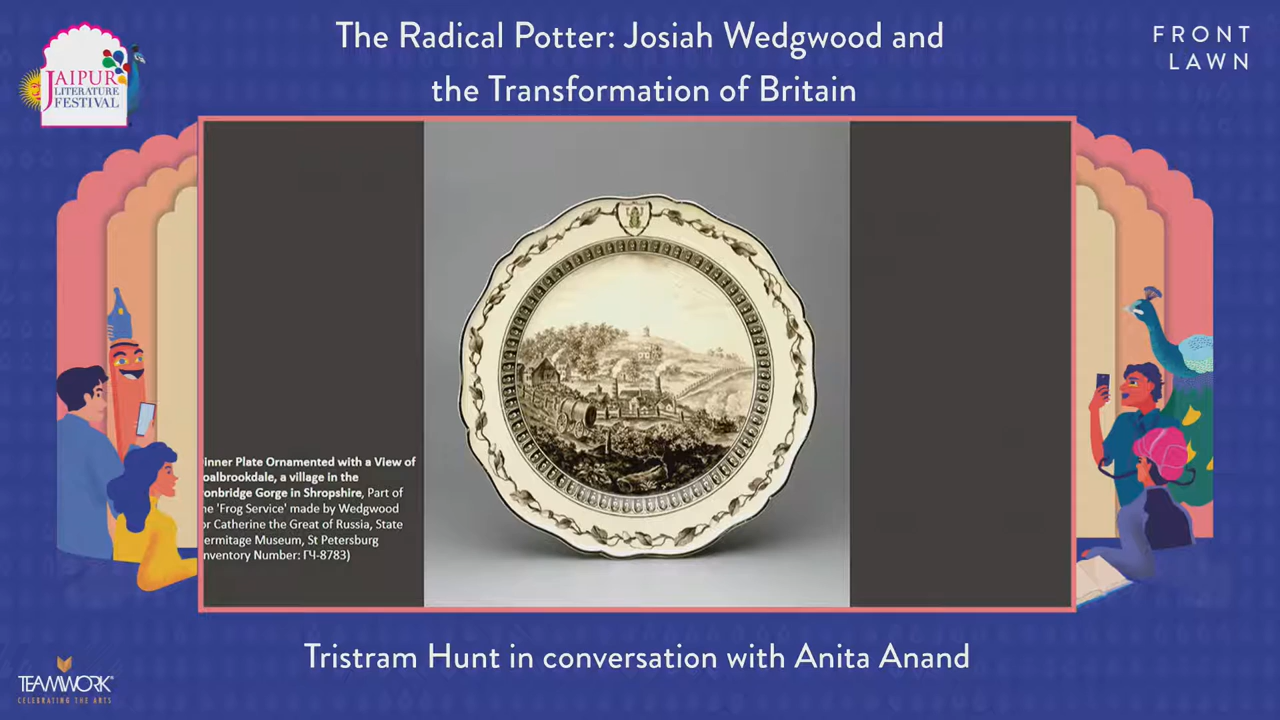 The Radical Potter: Josiah Wedgwood and
the Transformation of Britain
FRONT
LAWN
JAIPUR
LITERATURE
FESTIVAL
inner Plate Ornamented with a View of
oalbrookdale, a village in the
ronbridge Gorge in Shropshire, Part of
he 'Frog Service' made by Wedgwood
or Catherine the Great of Russia, State
ermitage Museum, St Petersburg
nventory Number: ГЧ-8783)
Tristram Hunt in conversation with Anita Anand
TEAMWORK
CELEBRATING THE ARTS